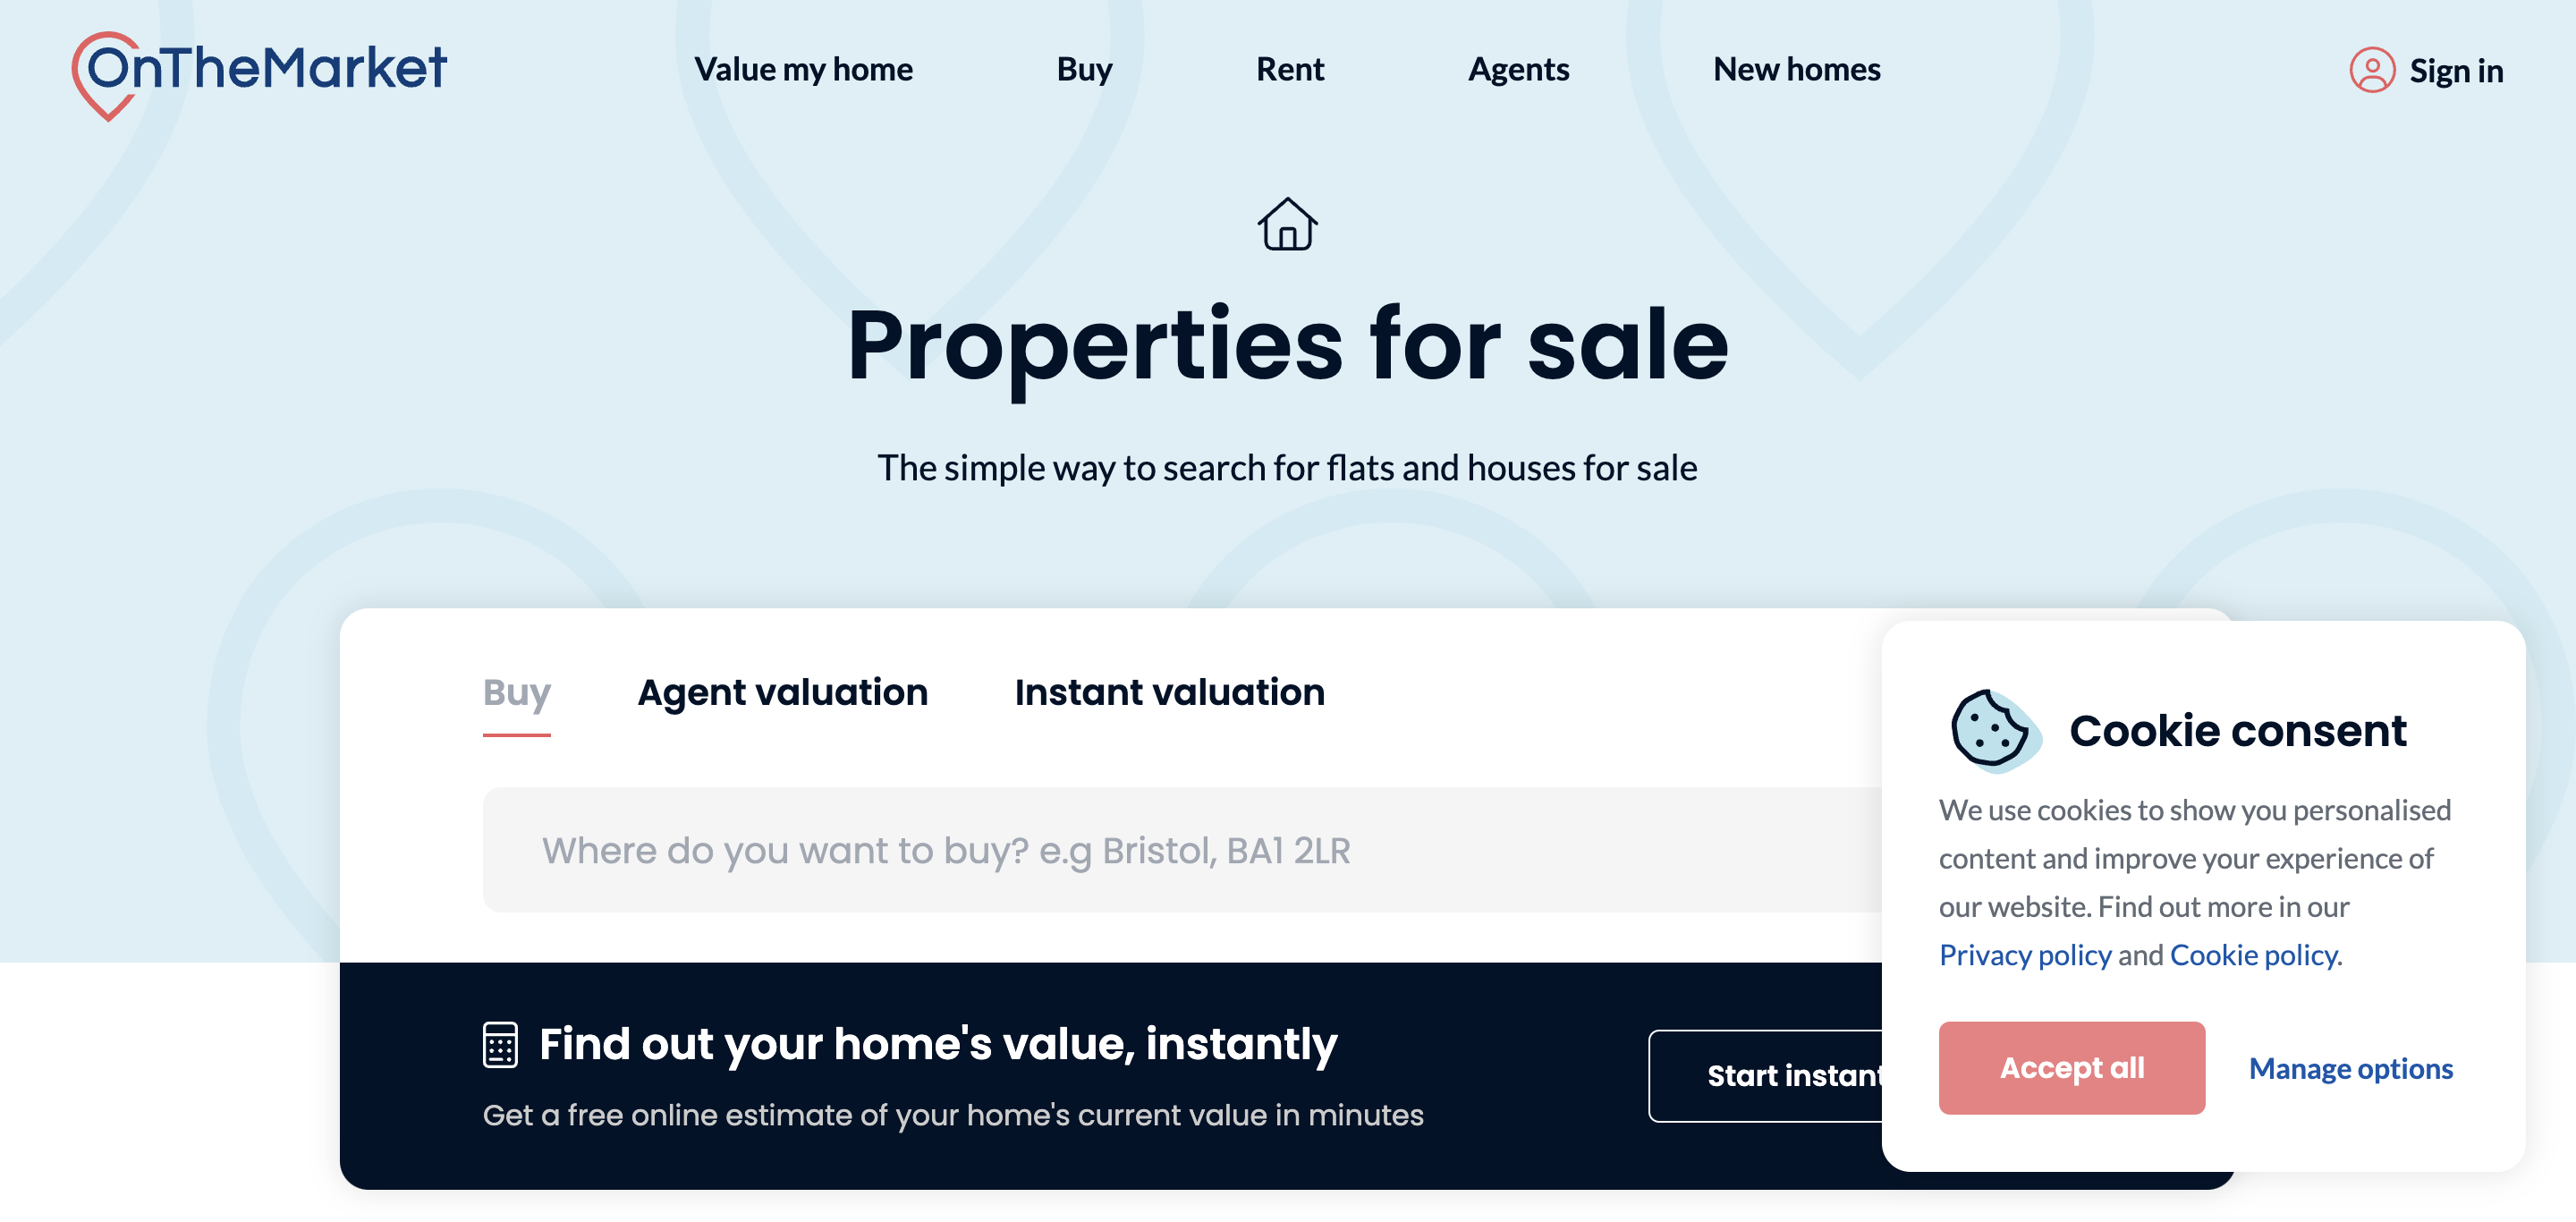 OnTheMarket
Value my home
Buy
Rent
Agents
New homes
Sign in
Properties for sale
The simple way to search for flats and houses for sale
Buy
Agent valuation
Instant valuation
Where do you want to buy? e.g Bristol, BA1 2LR
Find out your home's value, instantly
Get a free online estimate of your home's current value in minutes
Start instant
Cookie consent
We use cookies to show you personalised
content and improve your experience of
our website. Find out more in our
Privacy policy and Cookie policy.
Accept all
Manage options